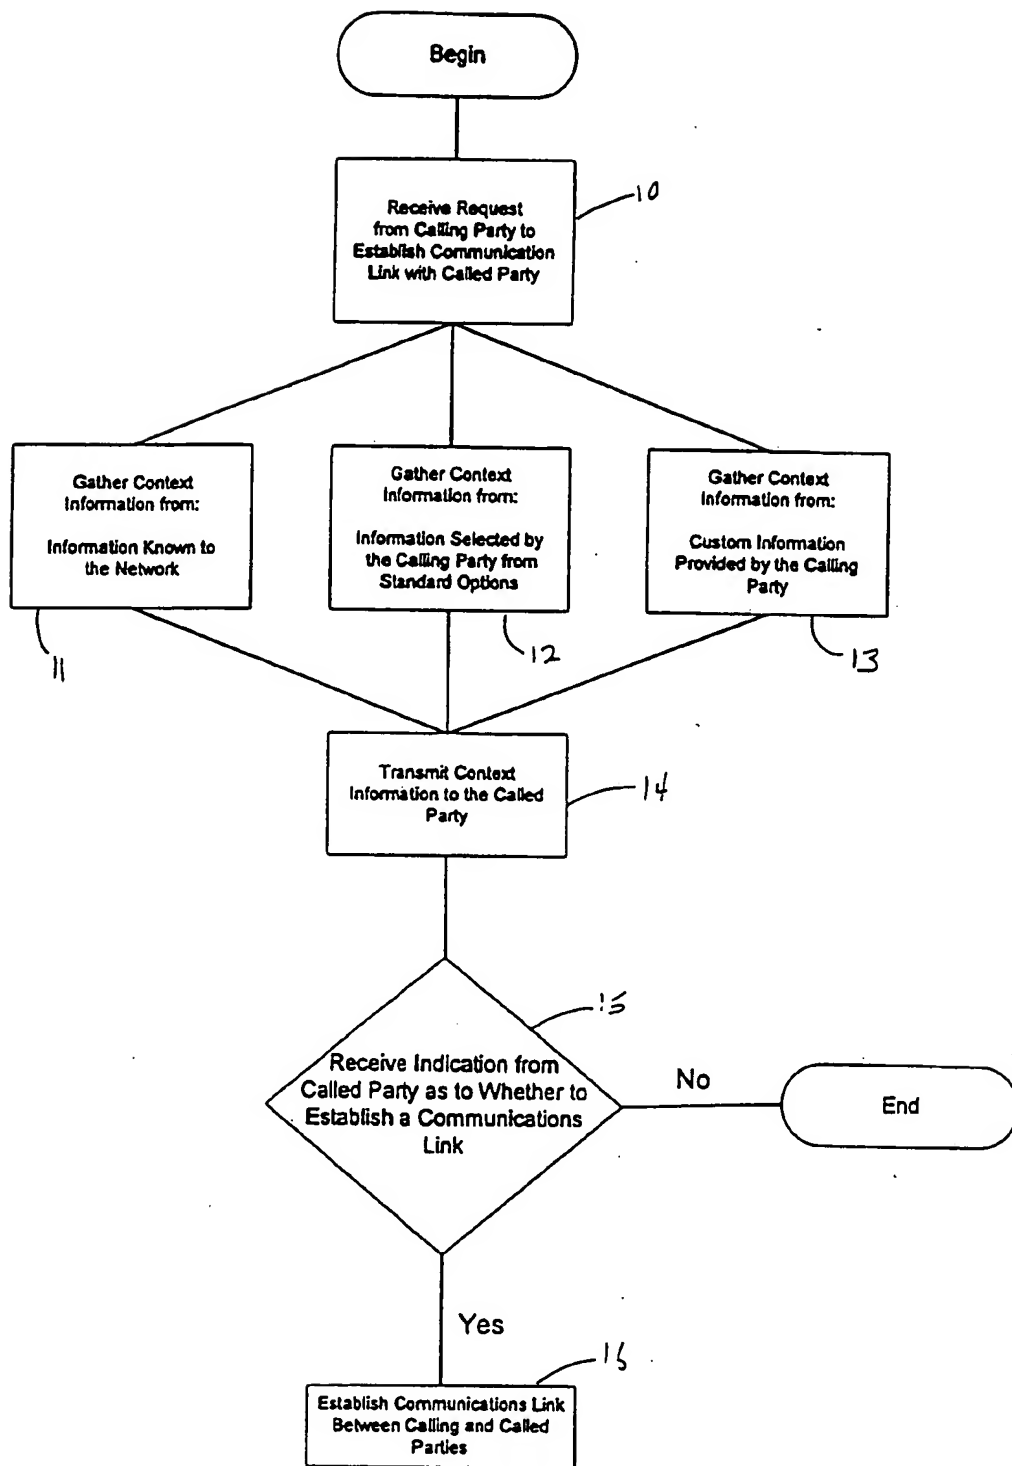 Begin
Receive Request
from Calling Party to
Establish Communication
Link with Called Party
10
Gather Context
Information from:
Information Known to
the Network
11
Gather Context
Information from:
Information Selected by
the Calling Party from
Standard Options
12
Gather Context
Information from:
Custom Information
Provided by the Calling
Party
13
Transmit Context
Information to the Called
Party
14
Receive Indication from
Called Party as to Whether to
Establish a Communications
Link
15
No
End
Yes
Establish Communications Link
Between Calling and Called
Parties